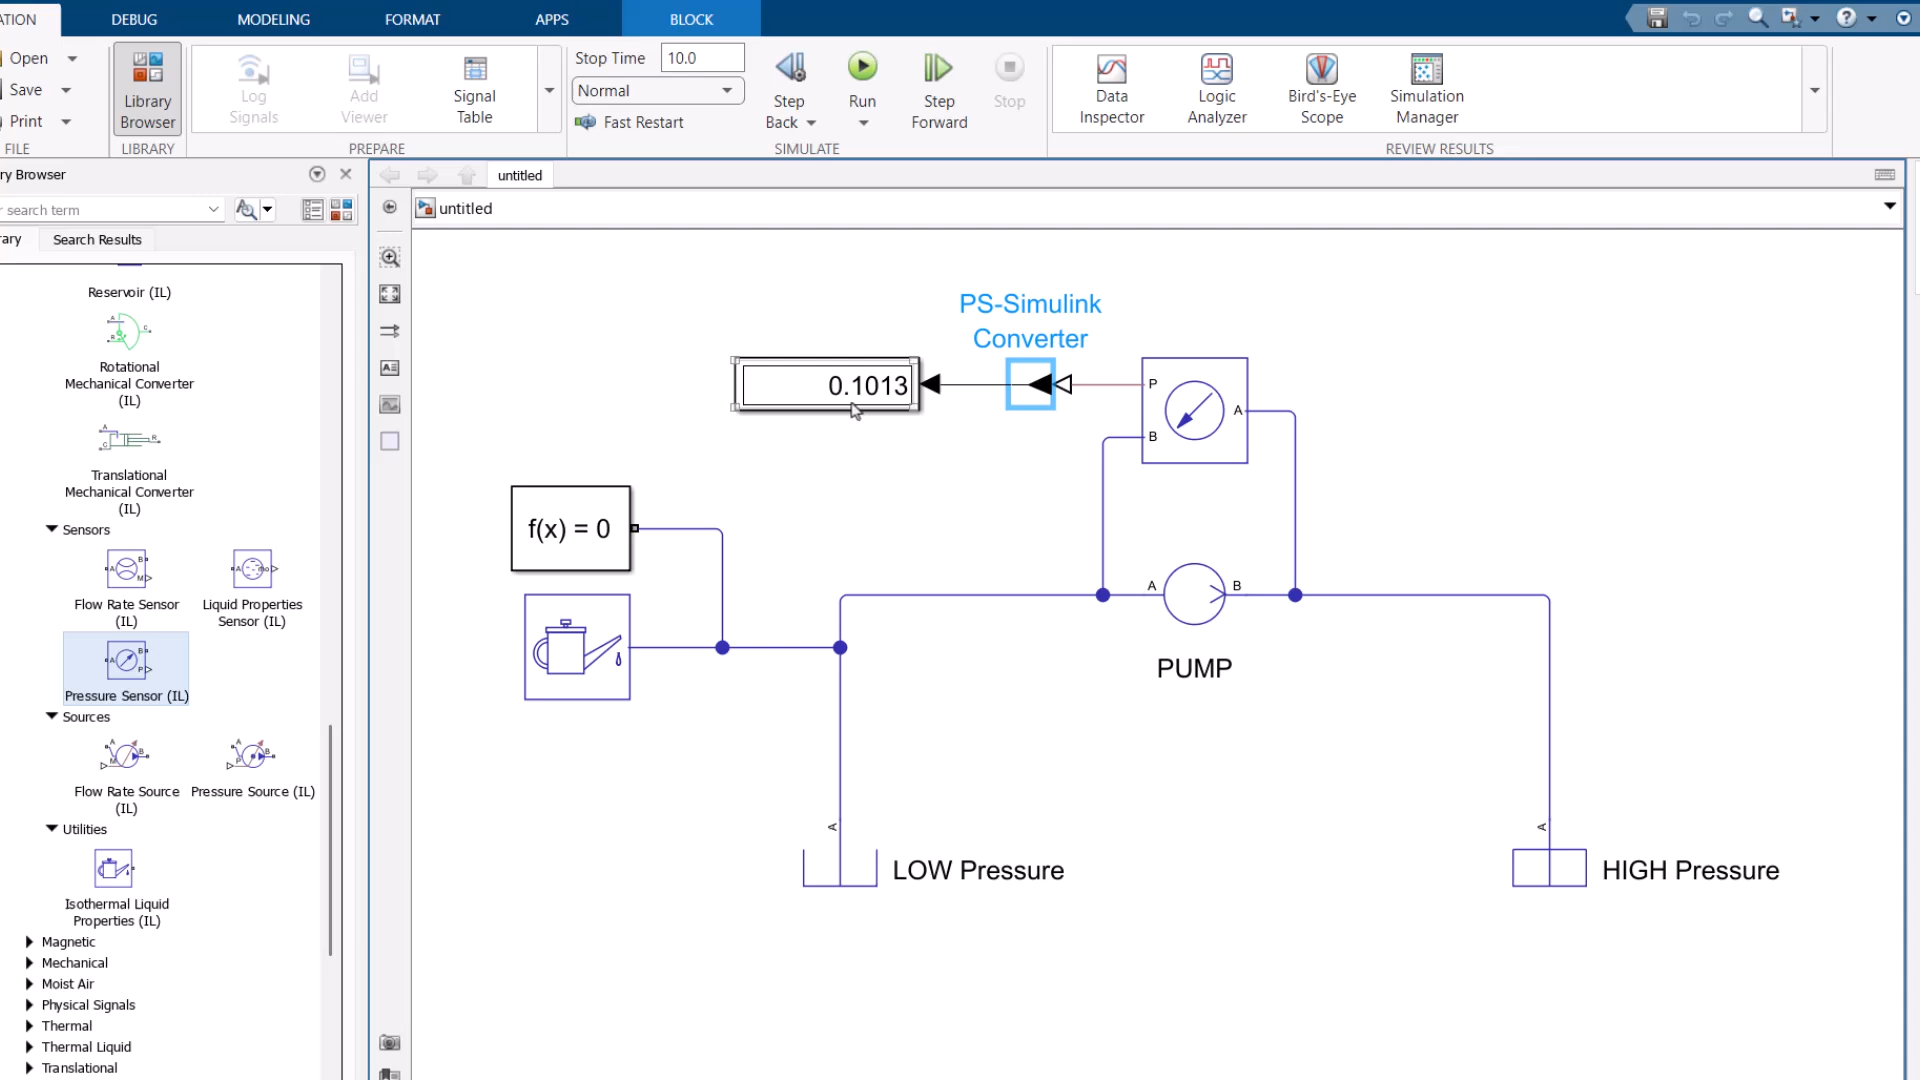 ATION DEBUG MODELING FORMAT APPS BLOCK
Open
Save
Print
FILE
Library
Browser
LIBRARY
Log
Signals
Add
Viewer
Signal
Table
PREPARE
Stop Time 10.0
Normal
Fast Restart
Step
Back
Run
Step
Forward
Stop
SIMULATE
Data
Inspector
Logic
Analyzer
Bird's-Eye
Scope
Simulation
Manager
REVIEW RESULTS
ry Browser
search term
rary Search Results
Reservoir (IL)
Rotational
Mechanical Converter
(IL)
Translational
Mechanical Converter
(IL)
Sensors
Flow Rate Sensor
(IL)
Liquid Properties
Sensor (IL)
Pressure Sensor (IL)
Sources
Flow Rate Source
(IL)
Pressure Source (IL)
Utilities
Isothermal Liquid
Properties (IL)
Magnetic
Mechanical
Moist Air
Physical Signals
Thermal
Thermal Liquid
Translational
untitled
untitled
PS-Simulink
Converter
0.1013
P
A
B
f(x) = 0
A
B
PUMP
A
LOW Pressure
A
HIGH Pressure